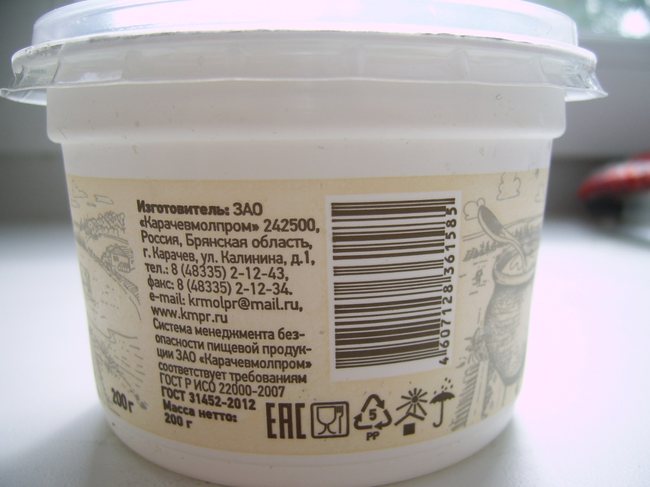 Изготовитель: ЗАО
«Карачевмолпром» 242500,
Россия, Брянская область,
г. Карачев, ул. Калинина, д.1,
тел.: 8 (48335) 2-12-43,
факс: 8 (48335) 2-12-34.
e-mail: krmolpr@mail.ru,
www.kmpr.ru
Система менеджмента без-
опасности пищевой продук-
ции ЗАО «Карачевмолпром»
соответствует требованиям
ГОСТ Р ИСО 22000-2007
ГОСТ 31452-2012
Масса нетто:
200 г
200г
4607128361585
EAC
5
PP